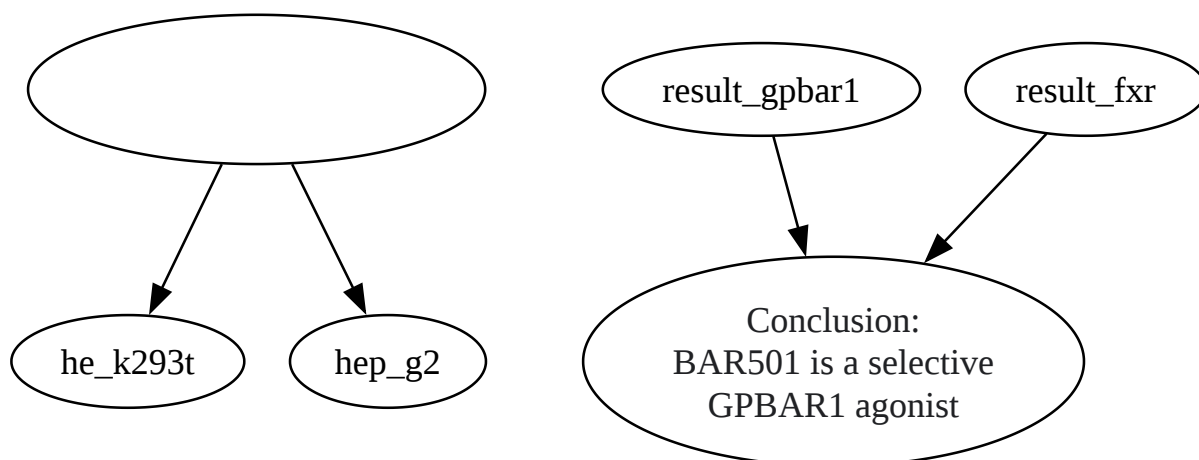 result_gpbar1
result_fxr
he_k293t
hep_g2
Conclusion:
BAR501 is a selective
GPBAR1 agonist